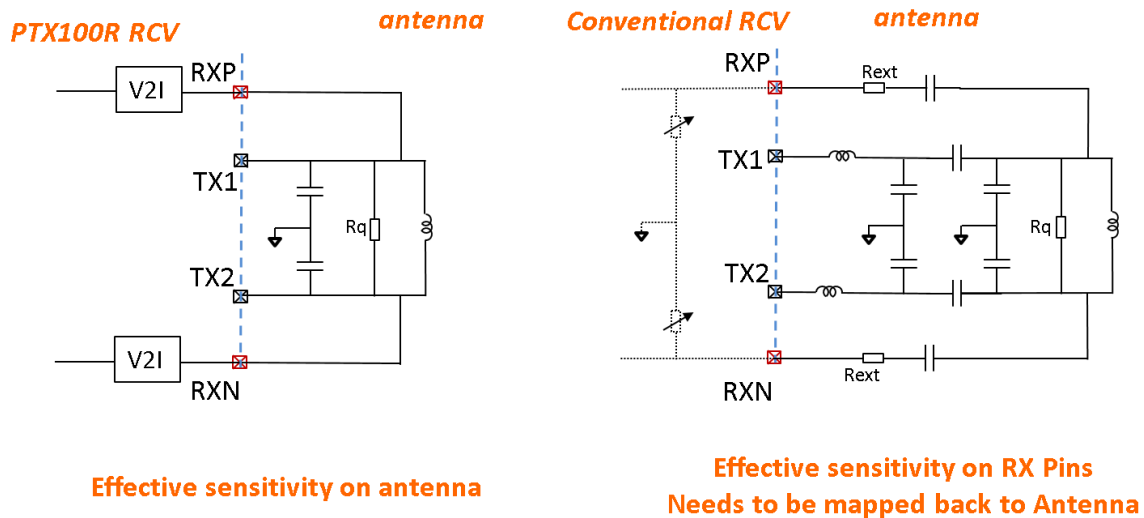 PTX100R RCV
antenna
V2I
RXP
TX1
Rq
TX2
V2I
RXN
Effective sensitivity on antenna
Conventional RCV
antenna
RXP
Rext
TX1
Rq
TX2
Rext
RXN
Effective sensitivity on RX Pins
Needs to be mapped back to Antenna